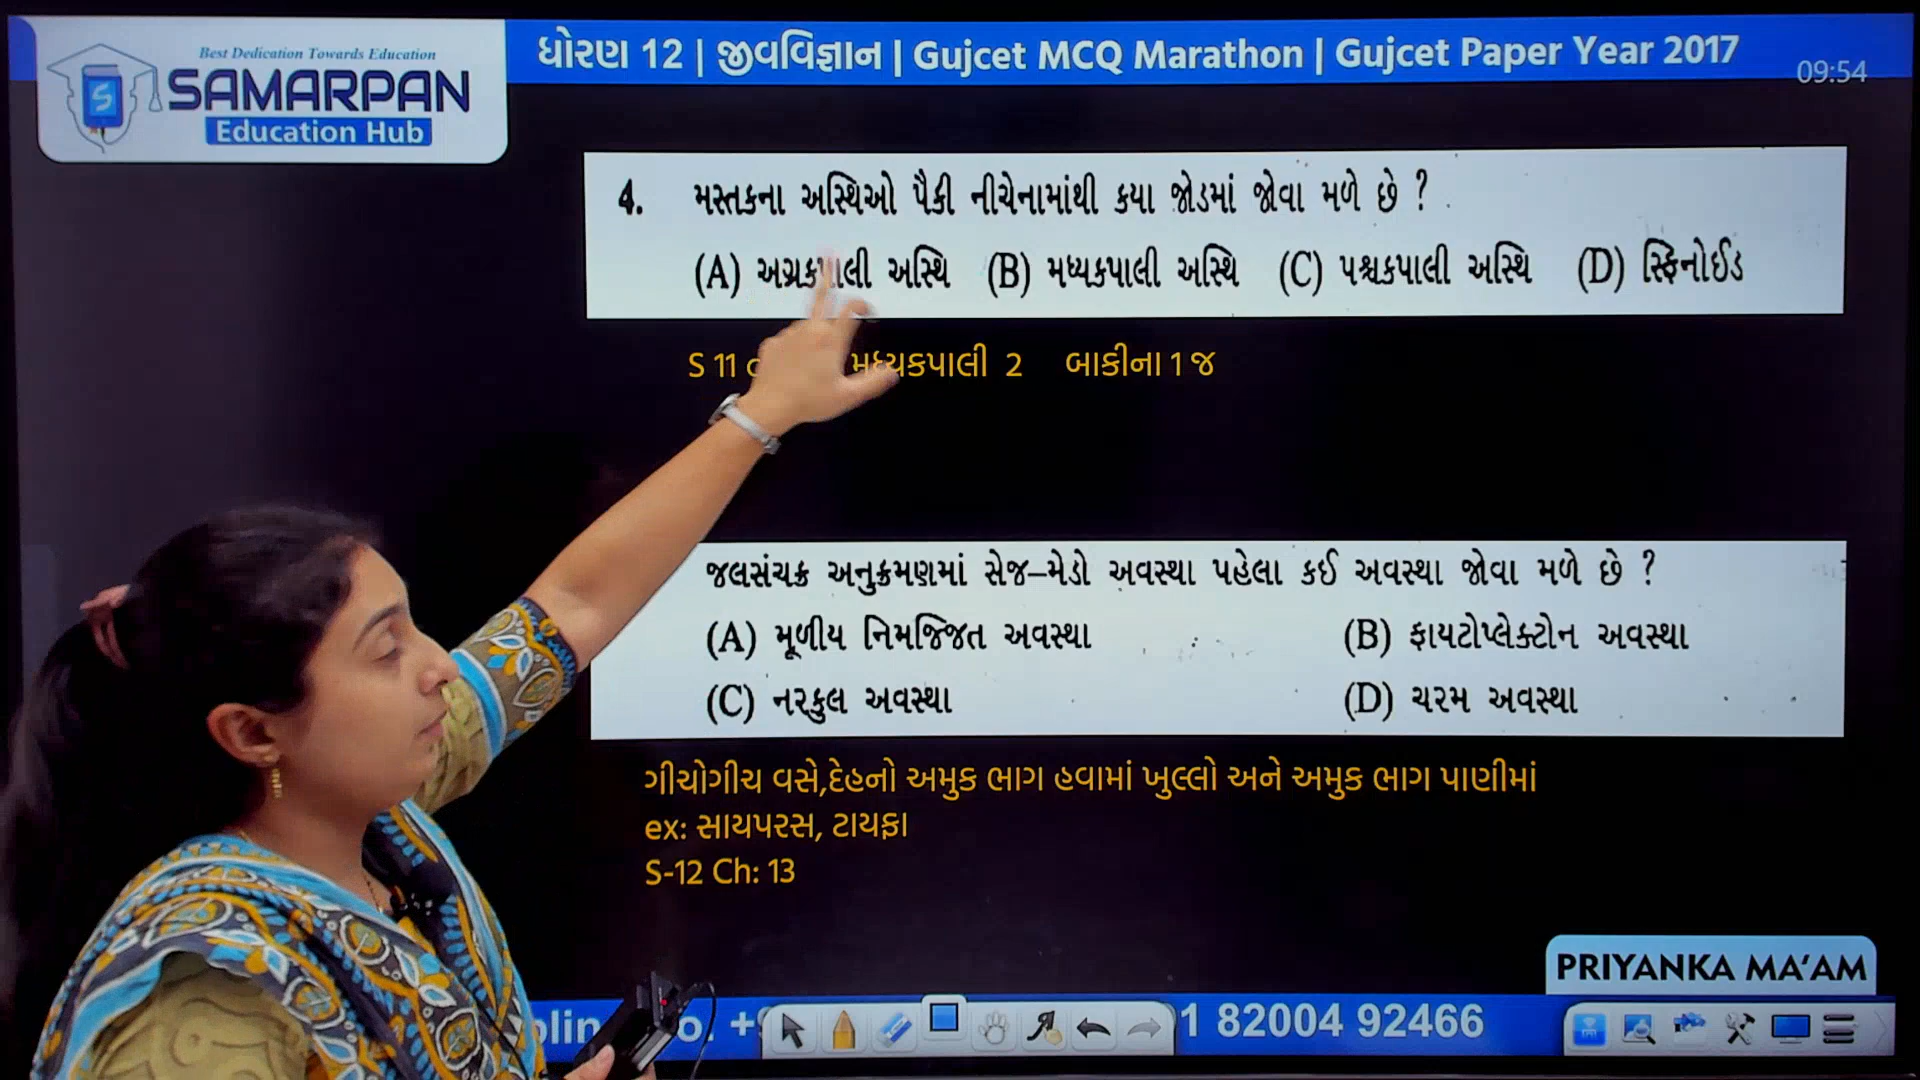 Best Dedication Towards Education
SAMARPAN
Education Hub
ધોરણ 12 | જીવવિજ્ઞાન | Gujcet MCQ Marathon | Gujcet Paper Year 2017
09:54
4. મસ્તકના અસ્થિઓ પૈકી નીચેનામાંથી કયા જોડમાં જોવા મળે છે ?
(A) અગ્રકપાલી અસ્થિ (B) મધ્યકપાલી અસ્થિ (C) પશ્ચકપાલી અસ્થિ (D) સ્ફિનોઈડ
S 11 મધ્યકપાલી 2 બાકીના 1 જ
જલસંચક્ર અનુક્રમણમાં સેજ–મેડો અવસ્થા પહેલા કઈ અવસ્થા જોવા મળે છે ?
(A) મૂળીય નિમજ્જિત અવસ્થા (B) ફાયટોપ્લેક્ટોન અવસ્થા
(C) નરકુલ અવસ્થા (D) ચરમ અવસ્થા
ગીચોગીચ વસે,દેહનો અમુક ભાગ હવામાં ખુલ્લો અને અમુક ભાગ પાણીમાં
ex: સાયપરસ, ટાયફા
S-12 Ch: 13
PRIYANKA MA'AM
1 82004 92466